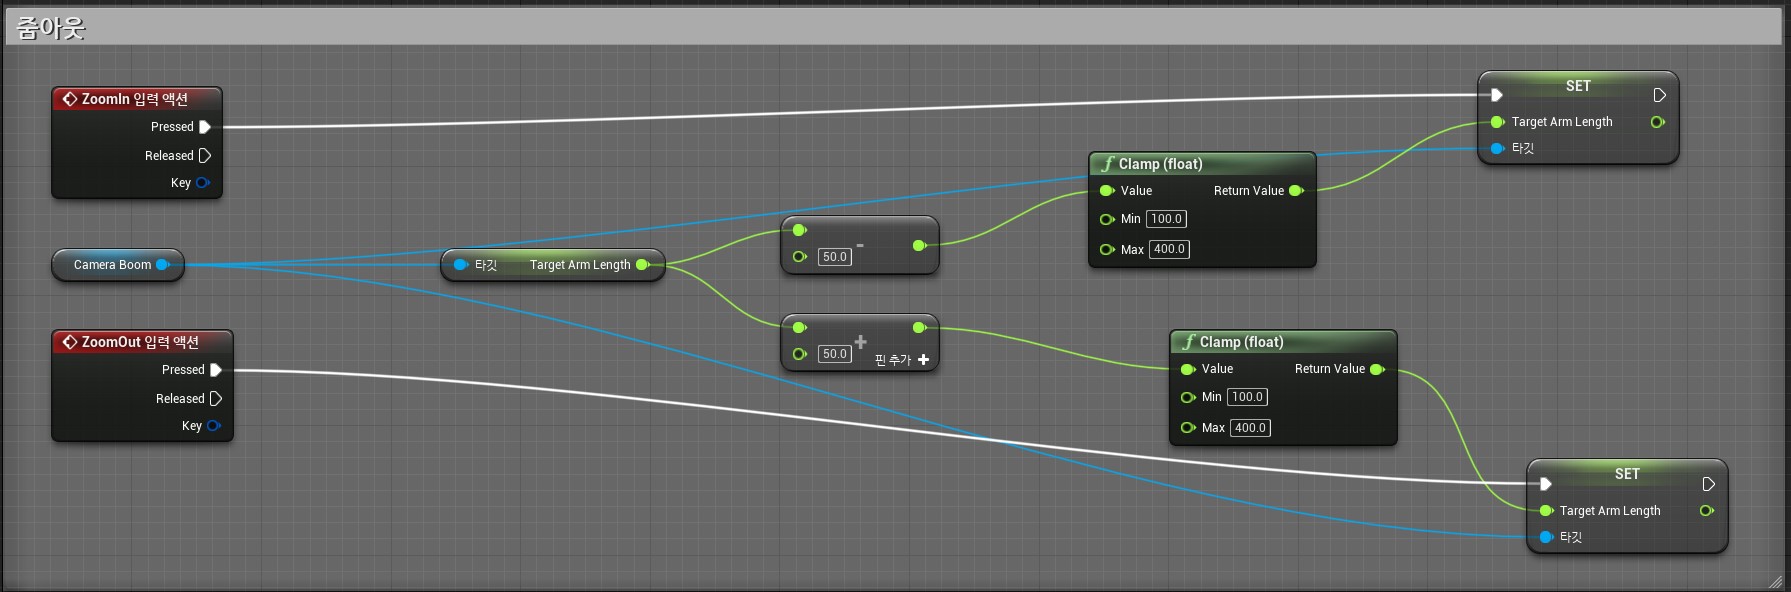 줌아웃
ZoomIn 입력 액션
Pressed
Released
Key
SET
Target Arm Length
타깃
Clamp (float)
Value
Return Value
Min 100.0
Max 400.0
-
50.0
Camera Boom
타깃 Target Arm Length
+
50.0
핀 추가 +
ZoomOut 입력 액션
Pressed
Released
Key
Clamp (float)
Value
Return Value
Min 100.0
Max 400.0
SET
Target Arm Length
타깃